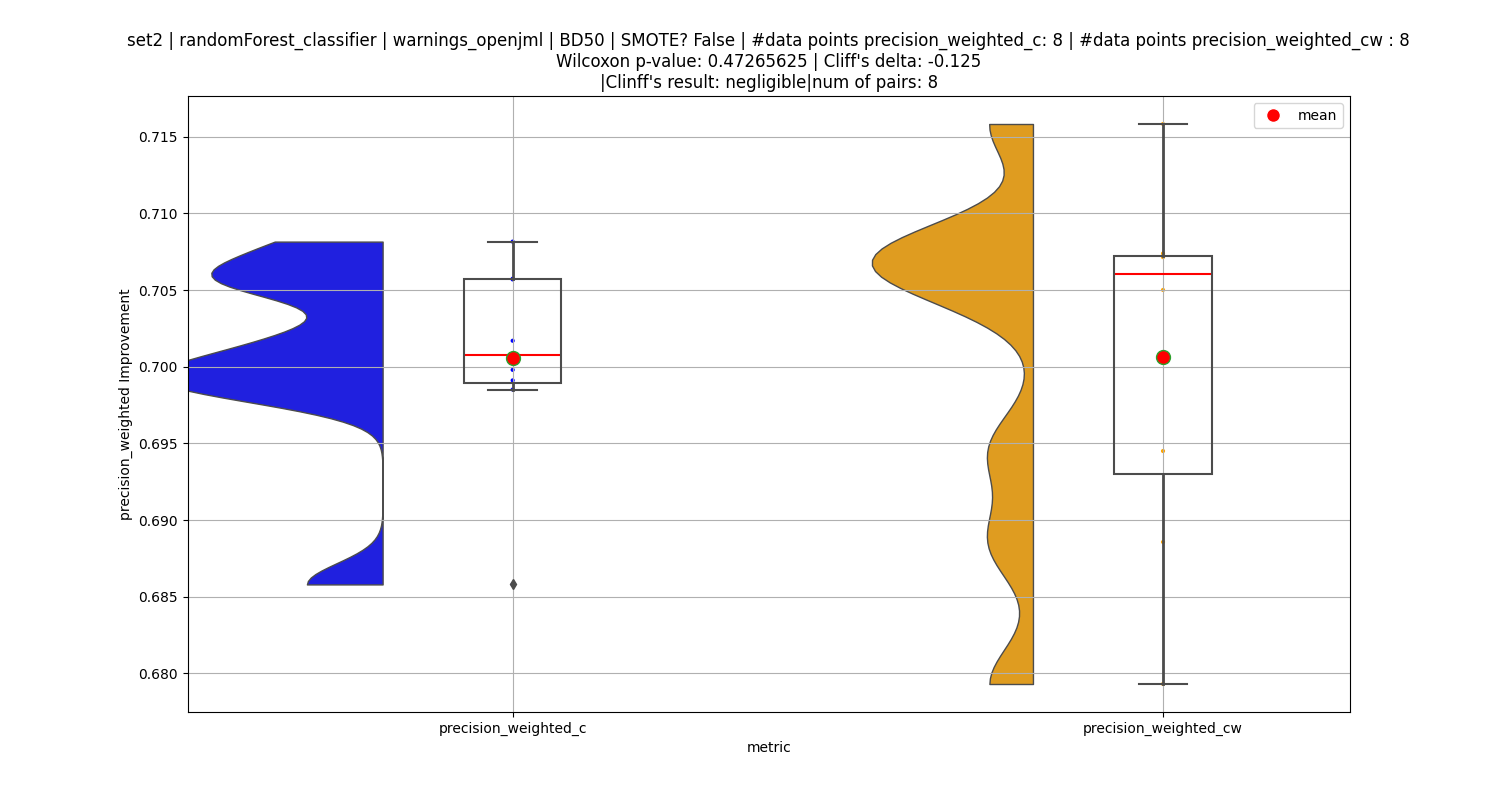 set2 | randomForest_classifier | warnings_openjml | BD50 | SMOTE? False | #data points precision_weighted_c: 8 | #data points precision_weighted_cw : 8
Wilcoxon p-value: 0.47265625 | Cliff's delta: -0.125
|Clinff's result: negligible|num of pairs: 8
mean
0.715
0.710
0.705
0.700
0.695
0.690
0.685
0.680
precision_weighted Improvement
precision_weighted_c
precision_weighted_cw
metric